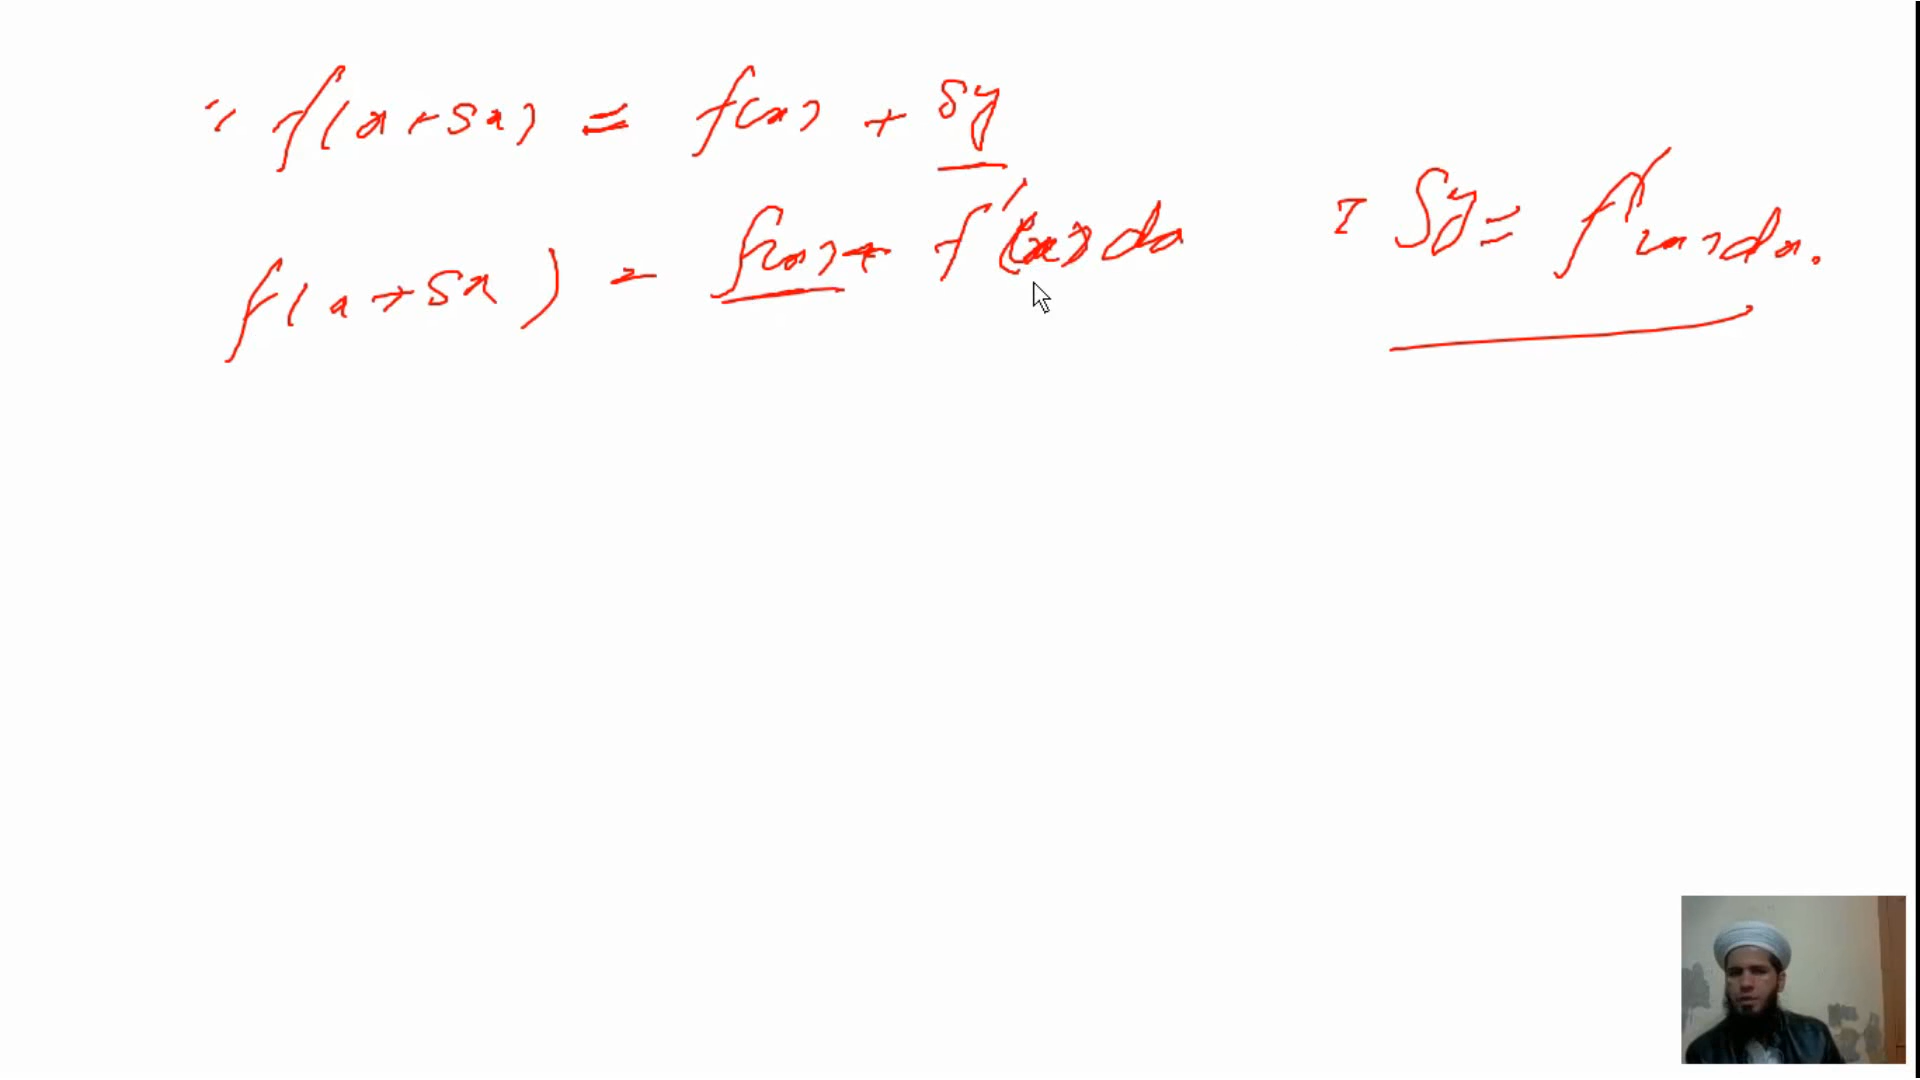 ∵ f(x+δx) = f(x) + δy
f(x+δx) = f(x) + f'(x)dx
∵ δy = f'(x)dx.